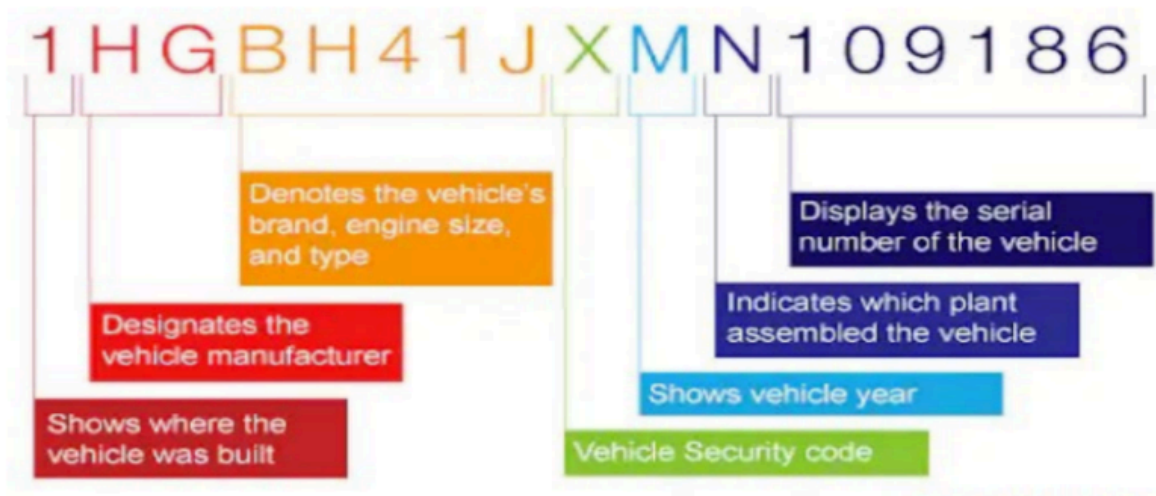 1HGBH41JXMN109186
Denotes the vehicle's
brand, engine size,
and type
Displays the serial
number of the vehicle
Indicates which plant
assembled the vehicle
Designates the
vehicle manufacturer
Shows vehicle year
Shows where the
vehicle was built
Vehicle Security code